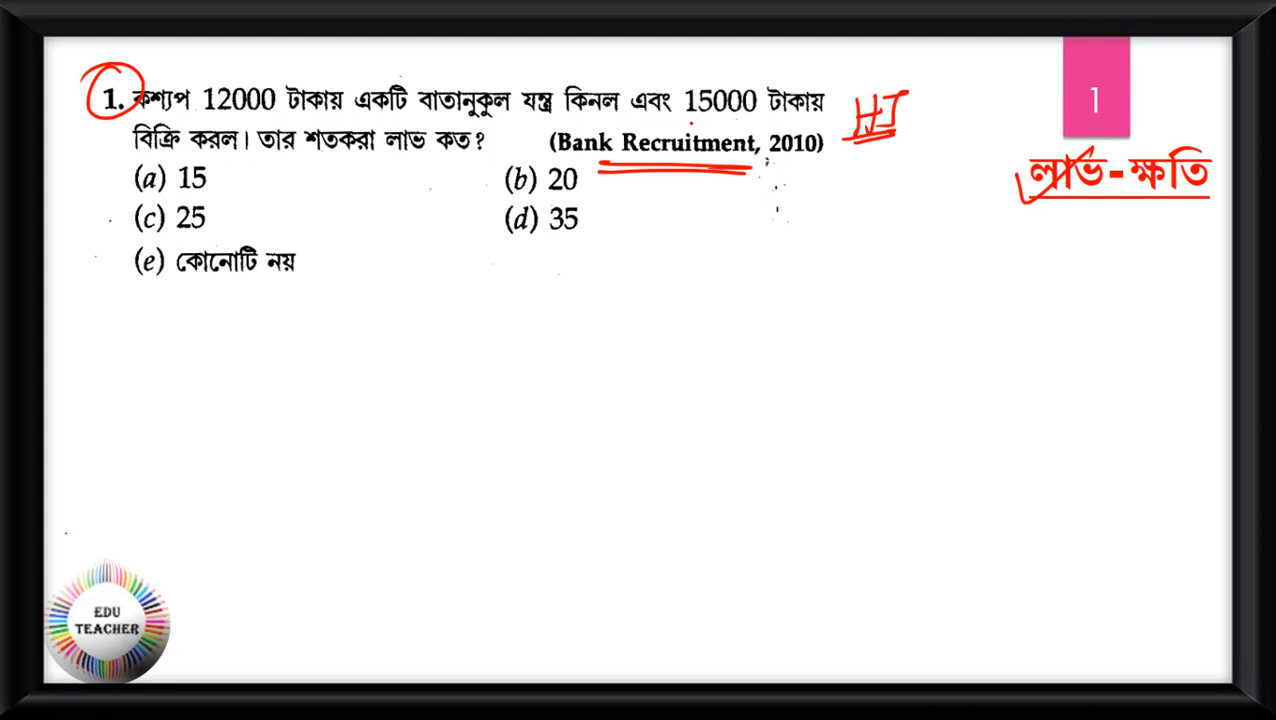 1. কশ্যপ 12000 টাকায় একটি বাতানুকুল যন্ত্র কিনল এবং 15000 টাকায়
বিক্রি করল। তার শতকরা লাভ কত? (Bank Recruitment, 2010)
(a) 15 (b) 20
(c) 25 (d) 35
(e) কোনোটি নয়
1
লাভ-ক্ষতি
EDU
TEACHER